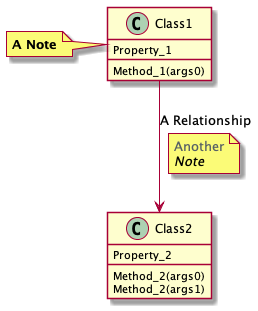 C Class1
A Note
Property_1
Method_1(args0)
A Relationship
Another
Note
C Class2
Property_2
Method_2(args0)
Method_2(args1)